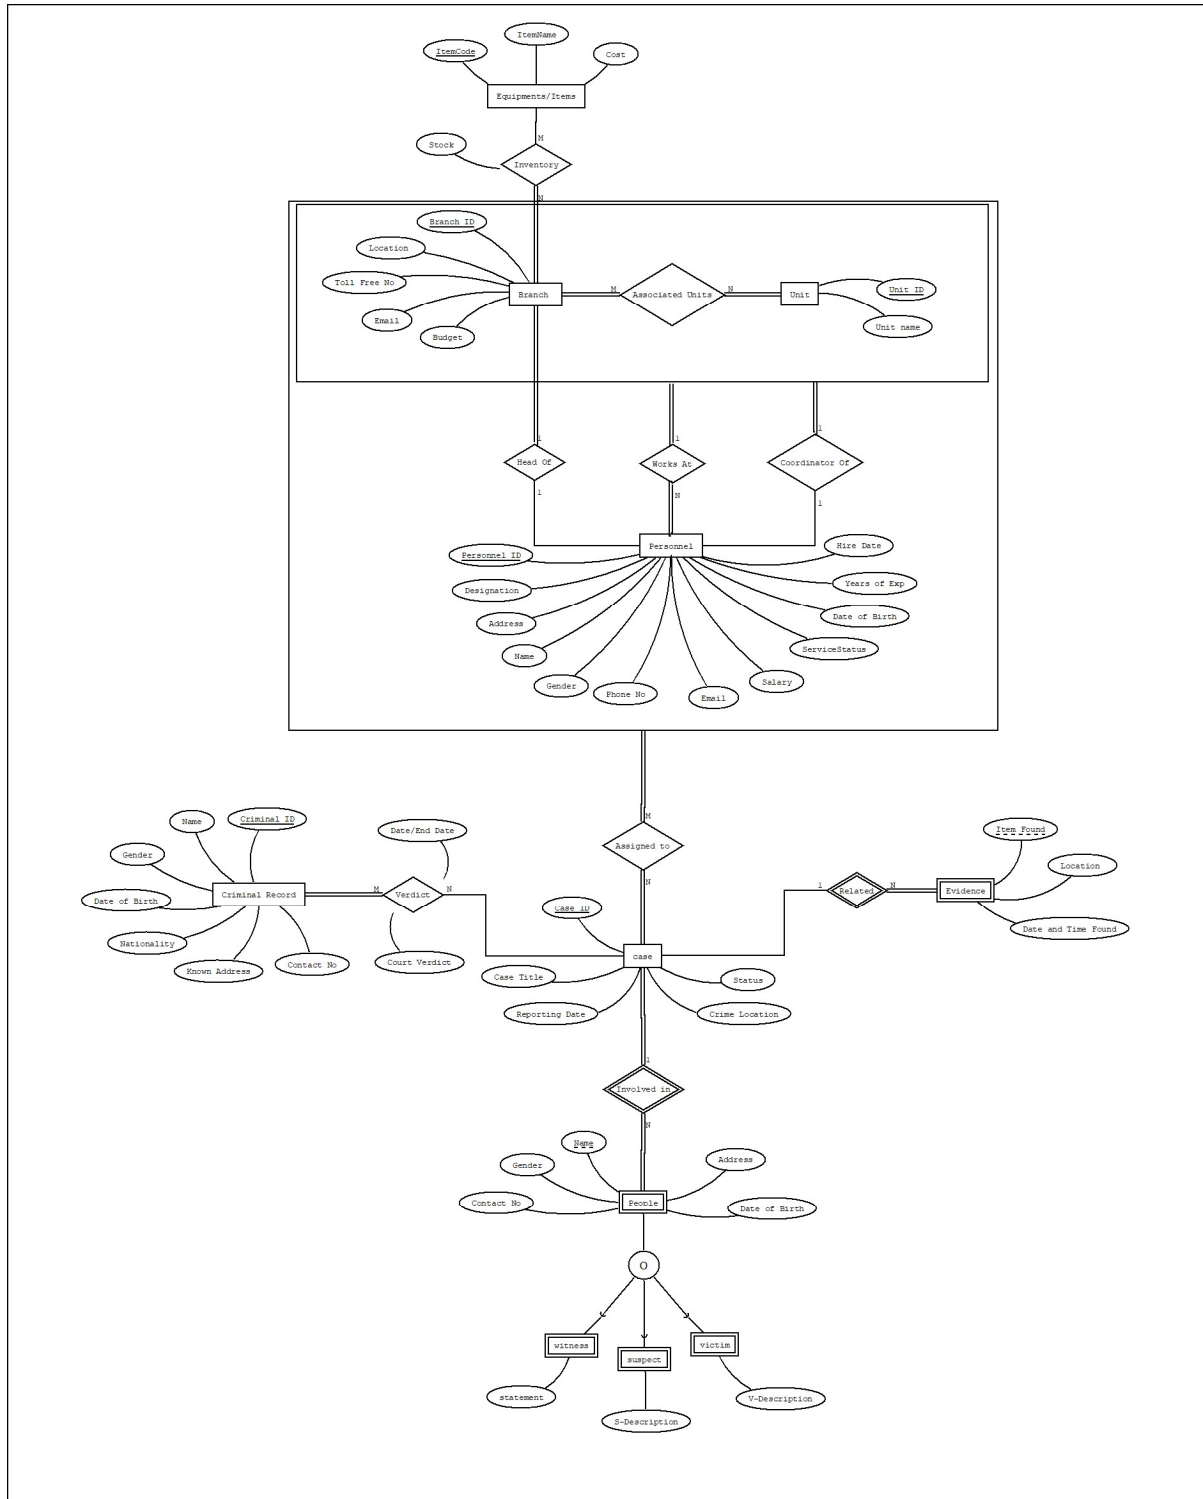 ItemName
ItemCode
Cost
Equipments/Items
M
Stock
Inventory
N
Branch ID
Location
Toll Free No
Email
Budget
Branch
M
Associated Units
N
Unit
Unit ID
Unit name
1
1
1
Head Of
Works At
Coordinator Of
1
N
1
Personnel
Personnel ID
Hire Date
Designation
Years of Exp
Address
Date of Birth
Name
ServiceStatus
Gender
Phone No
Email
Salary
M
Assigned to
N
Name
Criminal ID
Gender
Date of Birth
Criminal Record
Nationality
Known Address
Contact No
Date/End Date
M
Verdict
N
Court Verdict
1
Related
N
Evidence
Item Found
Location
Date and Time Found
Case ID
case
Case Title
Status
Reporting Date
Crime Location
1
Involved in
N
Name
Gender
Address
Contact No
People
Date of Birth
O
witness
suspect
victim
statement
S-Description
V-Description